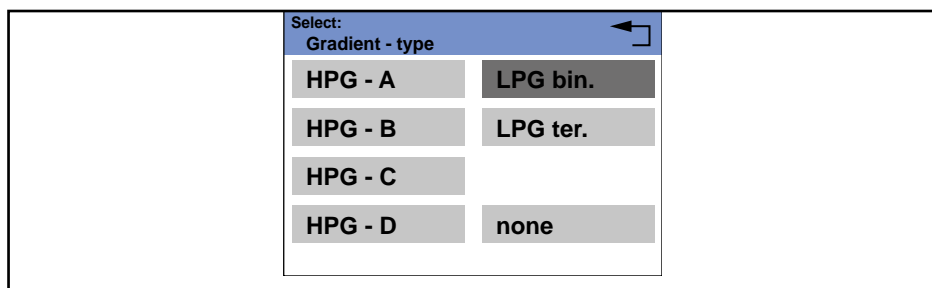 Select:
Gradient - type
HPG - A
LPG bin.
HPG - B
LPG ter.
HPG - C
HPG - D
none